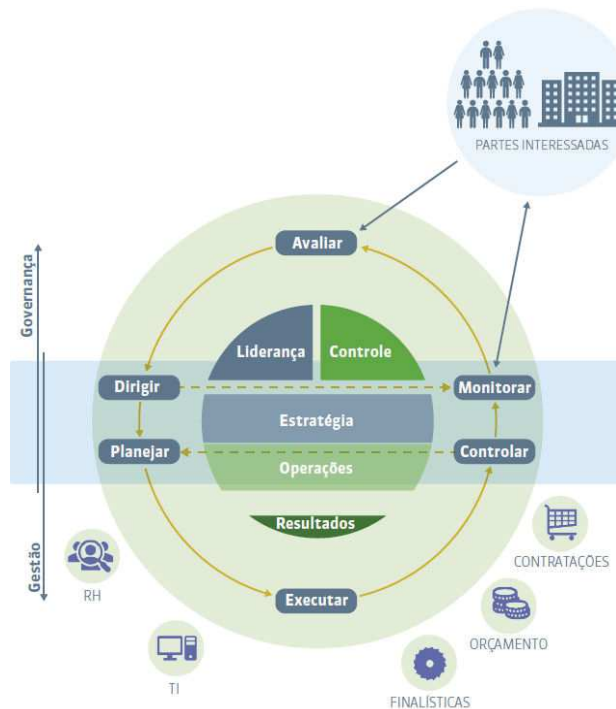 PARTES INTERESSADAS
Avaliar
Governança
Liderança
Controle
Dirigir
Monitorar
Estratégia
Planejar
Controlar
Operações
Resultados
Gestão
CONTRATAÇÕES
RH
Executar
ORÇAMENTO
TI
FINALÍSTICAS